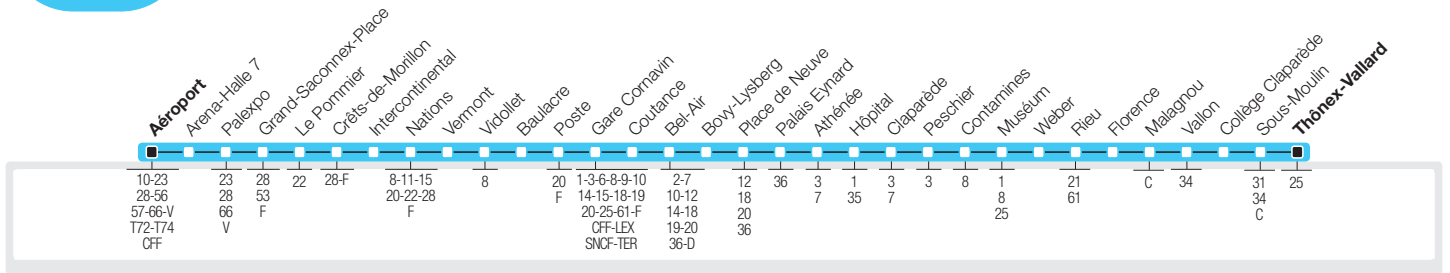 Aéroport
Arena-Halle 7
Palexpo
Grand-Saconnex-Place
Le Pommier
Crêts-de-Morillon
Intercontinental
Nations
Vermont
Vidollet
Baulacre
Poste
Gare Cornavin
Coutance
Bel-Air
Bovy-Lysberg
Place de Neuve
Palais Eynard
Athénée
Hôpital
Claparède
Peschier
Contamines
Muséum
Weber
Rieu
Florence
Malagnou
Vallon
Collège Claparède
Sous-Moulin
Thônex-Vallard
10-23
28-56
57-66-V
T72-T74
CFF
23
28
66
V
28
53
F
22
28-F
8-11-15
20-22-28
F
8
20
F
1-3-6-8-9-10
14-15-18-19
20-25-61-F
CFF-LEX
SNCF-TER
2-7
10-12
14-18
19-20
36-D
12
18
20
36
36
3
7
1
35
3
7
3
8
1
8
25
21
61
C
34
31
34
C
25